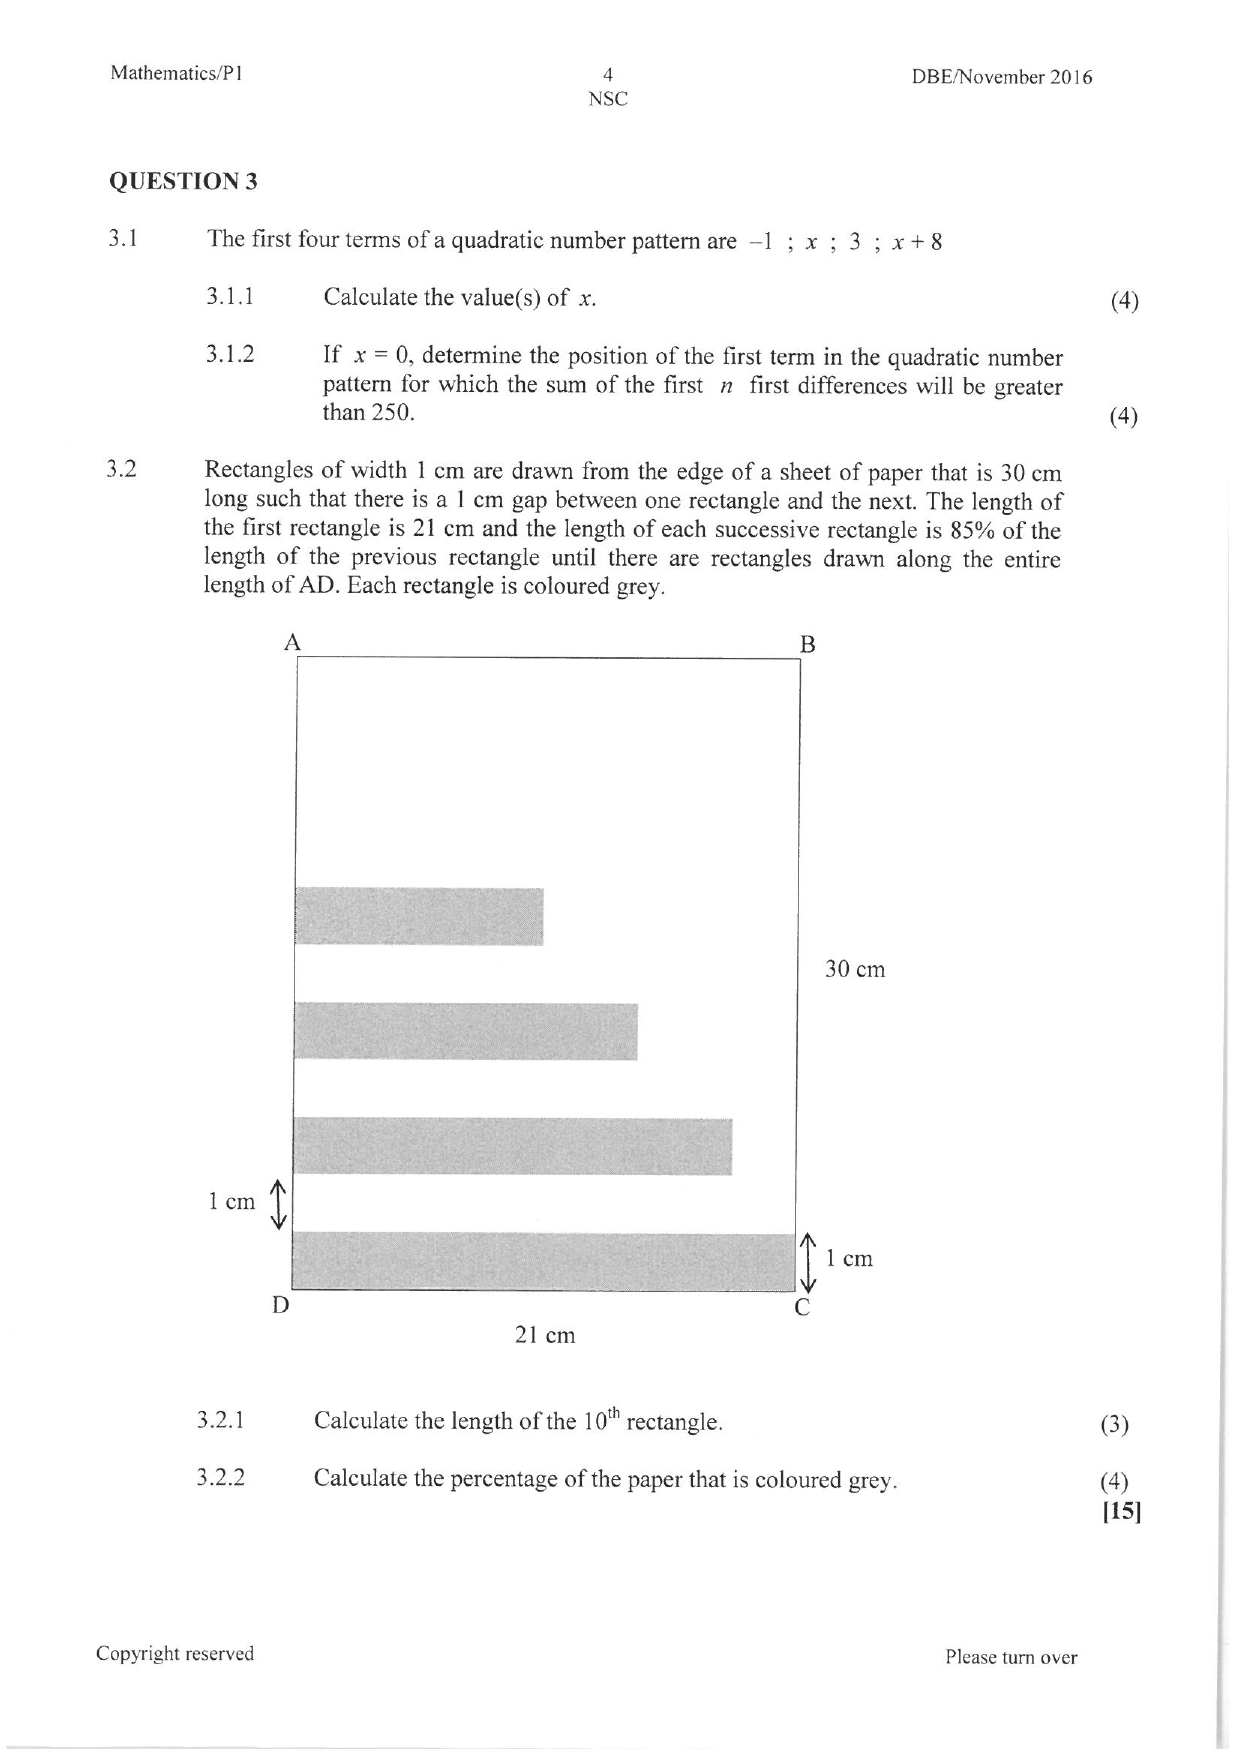 Mathematics/P1
4
DBE/November 2016
NSC
QUESTION 3
3.1 The first four terms of a quadratic number pattern are −1 ; x ; 3 ; x + 8
3.1.1 Calculate the value(s) of x. (4)
3.1.2 If x = 0, determine the position of the first term in the quadratic number
pattern for which the sum of the first n first differences will be greater
than 250. (4)
3.2 Rectangles of width 1 cm are drawn from the edge of a sheet of paper that is 30 cm
long such that there is a 1 cm gap between one rectangle and the next. The length of
the first rectangle is 21 cm and the length of each successive rectangle is 85% of the
length of the previous rectangle until there are rectangles drawn along the entire
length of AD. Each rectangle is coloured grey.
A B
30 cm
1 cm
1 cm
D C
21 cm
3.2.1 Calculate the length of the 10th rectangle. (3)
3.2.2 Calculate the percentage of the paper that is coloured grey. (4)
[15]
Copyright reserved
Please turn over